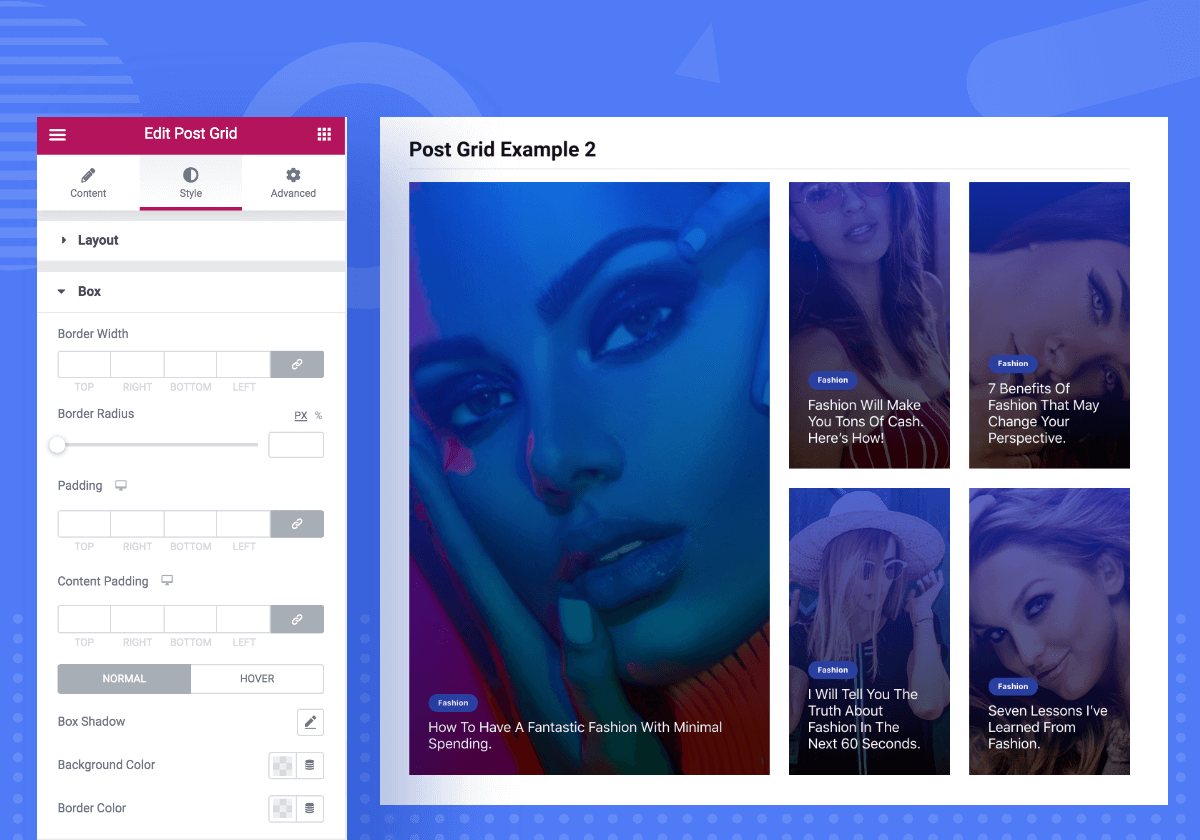 Edit Post Grid
Content
Style
Advanced
Layout
Box
Border Width
TOP RIGHT BOTTOM LEFT
Border Radius PX %
Padding
TOP RIGHT BOTTOM LEFT
Content Padding
TOP RIGHT BOTTOM LEFT
NORMAL HOVER
Box Shadow
Background Color
Border Color
Post Grid Example 2
Fashion
How To Have A Fantastic Fashion With Minimal
Spending.
Fashion
Fashion Will Make
You Tons Of Cash.
Here's How!
Fashion
7 Benefits Of
Fashion That May
Change Your
Perspective.
Fashion
I Will Tell You The
Truth About
Fashion In The
Next 60 Seconds.
Fashion
Seven Lessons I've
Learned From
Fashion.